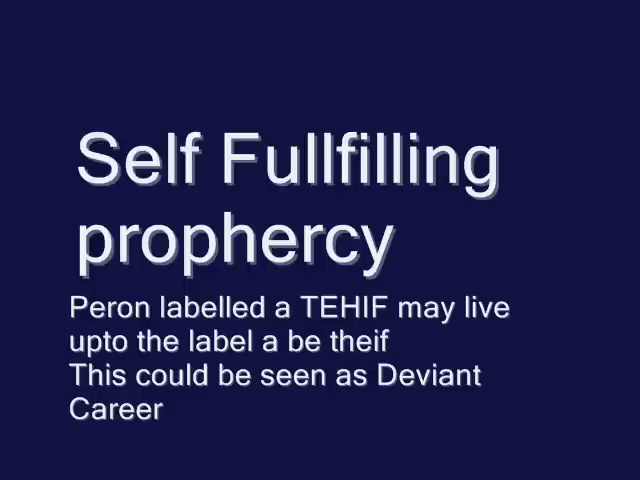 Self Fullfilling
prophercy
Peron labelled a TEHIF may live
upto the label a be theif
This could be seen as Deviant
Career